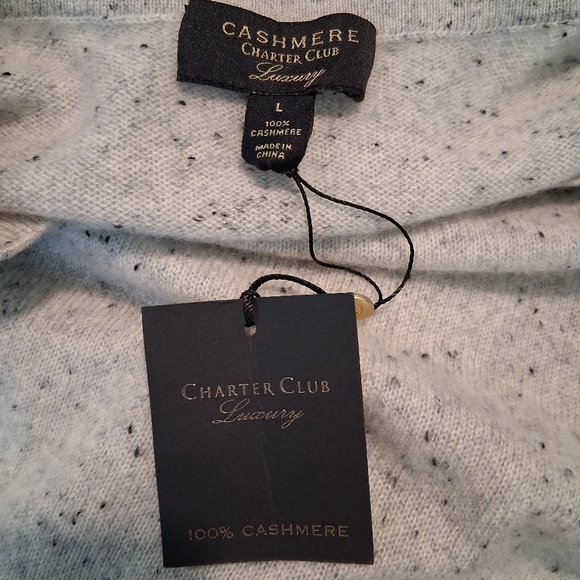 CASHMERE
CHARTER CLUB
Luxury
L
100%
CASHMERE
MADE IN
CHINA
CHARTER CLUB
Luxury
100% CASHMERE